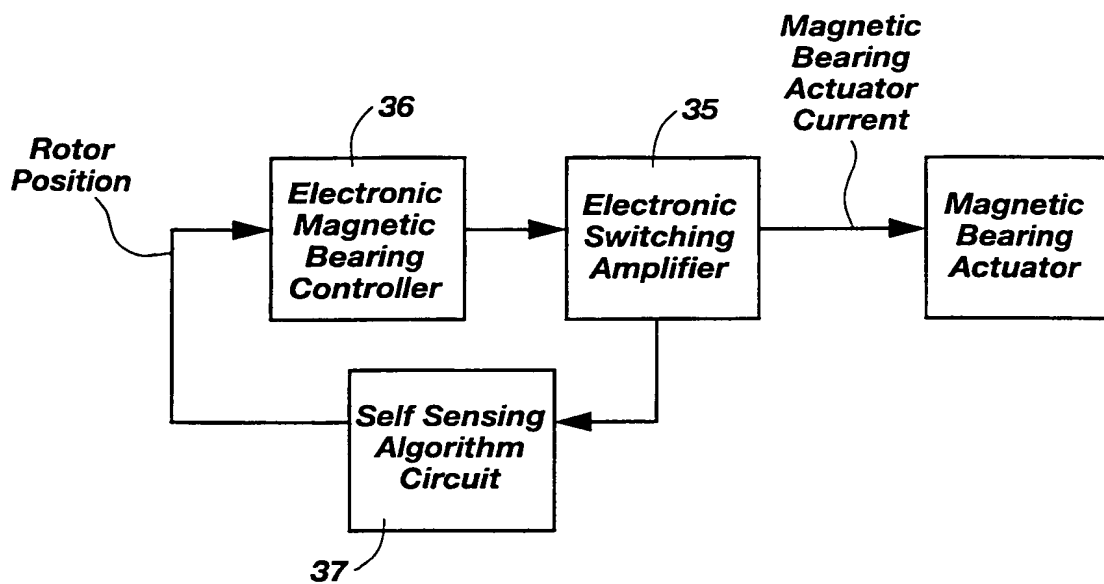 Magnetic
Bearing
Actuator
Current
36
35
Rotor
Position
Electronic
Magnetic
Bearing
Controller
Electronic
Switching
Amplifier
Magnetic
Bearing
Actuator
Self Sensing
Algorithm
Circuit
37